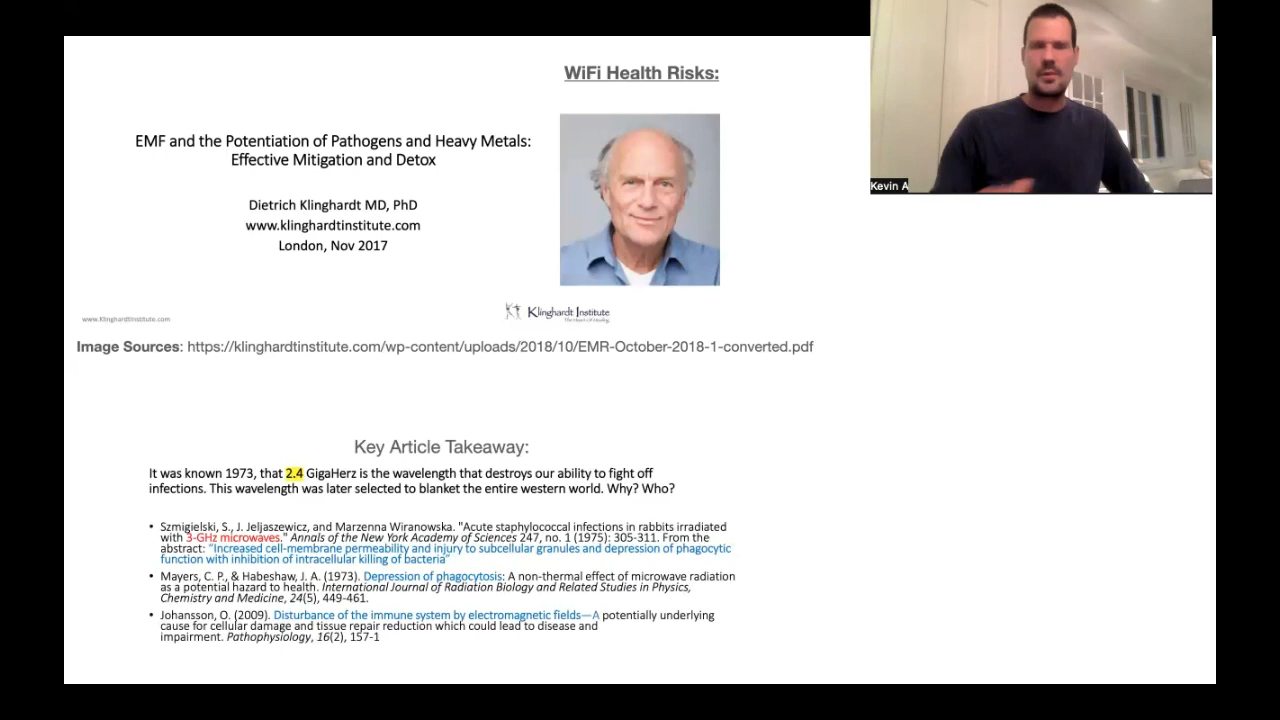 WiFi Health Risks:
EMF and the Potentiation of Pathogens and Heavy Metals:
Effective Mitigation and Detox
Dietrich Klinghardt MD, PhD
www.klinghardtinstitute.com
London, Nov 2017
www.KlinghardtInstitute.com
Klinghardt Institute
The Heart Of Healing
Image Sources: https://klinghardtinstitute.com/wp-content/uploads/2018/10/EMR-October-2018-1-converted.pdf
Kevin A
Key Article Takeaway:
It was known 1973, that 2.4 GigaHerz is the wavelength that destroys our ability to fight off
infections. This wavelength was later selected to blanket the entire western world. Why? Who?
• Szmigielski, S., J. Jeljaszewicz, and Marzenna Wiranowska. "Acute staphylococcal infections in rabbits irradiated
with 3-GHz microwaves." Annals of the New York Academy of Sciences 247, no. 1 (1975): 305-311. From the
abstract: "Increased cell-membrane permeability and injury to subcellular granules and depression of phagocytic
function with inhibition of intracellular killing of bacteria"
• Mayers, C. P., & Habeshaw, J. A. (1973). Depression of phagocytosis: A non-thermal effect of microwave radiation
as a potential hazard to health. International Journal of Radiation Biology and Related Studies in Physics,
Chemistry and Medicine, 24(5), 449-461.
• Johansson, O. (2009). Disturbance of the immune system by electromagnetic fields—A potentially underlying
cause for cellular damage and tissue repair reduction which could lead to disease and
impairment. Pathophysiology, 16(2), 157-1